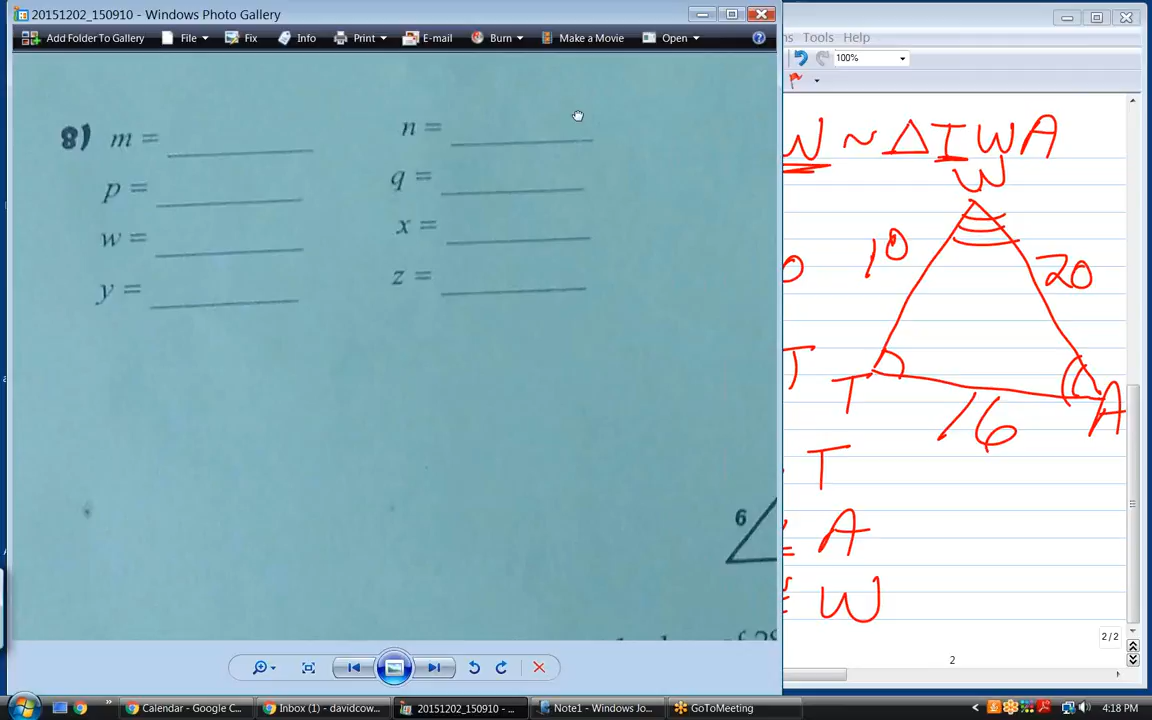 20151202_150910 - Windows Photo Gallery
Add Folder To Gallery File Fix Info Print E-mail Burn Make a Movie Open
Tools Help
100%
8) m = n =
p = q =
w = x =
y = z =
6
W ~ △ I W A
W
10
20
T
A
16
T
T
A
W
2/2
2
Calendar - Google C...
Inbox (1) - davidcow...
20151202_150910 - ...
Note1 - Windows Jo...
GoToMeeting
4:18 PM